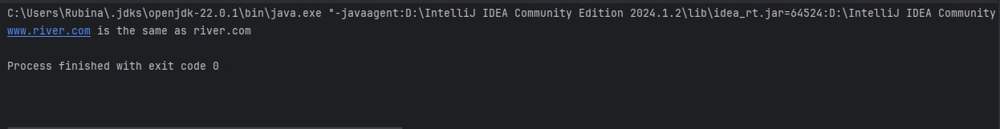 C:\Users\Rubina\.jdks\openjdk-22.0.1\bin\java.exe "-javaagent:D:\IntelliJ IDEA Community Edition 2024.1.2\lib\idea_rt.jar=64524:D:\IntelliJ IDEA Community
www.river.com is the same as river.com
Process finished with exit code 0